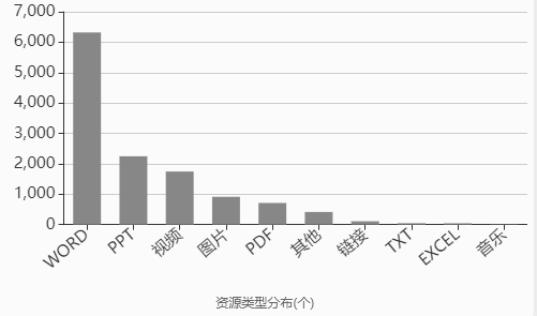 7,000
6,000
5,000
4,000
3,000
2,000
1,000
0
WORD
PPT
视频
图片
PDF
其他
链接
TXT
EXCEL
音乐
资源类型分布(个)